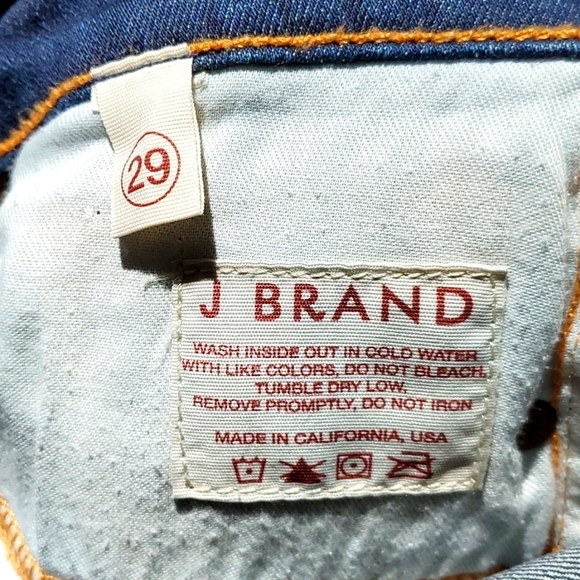 29
J BRAND
WASH INSIDE OUT IN COLD WATER
WITH LIKE COLORS, DO NOT BLEACH,
TUMBLE DRY LOW,
REMOVE PROMPTLY, DO NOT IRON
MADE IN CALIFORNIA, USA